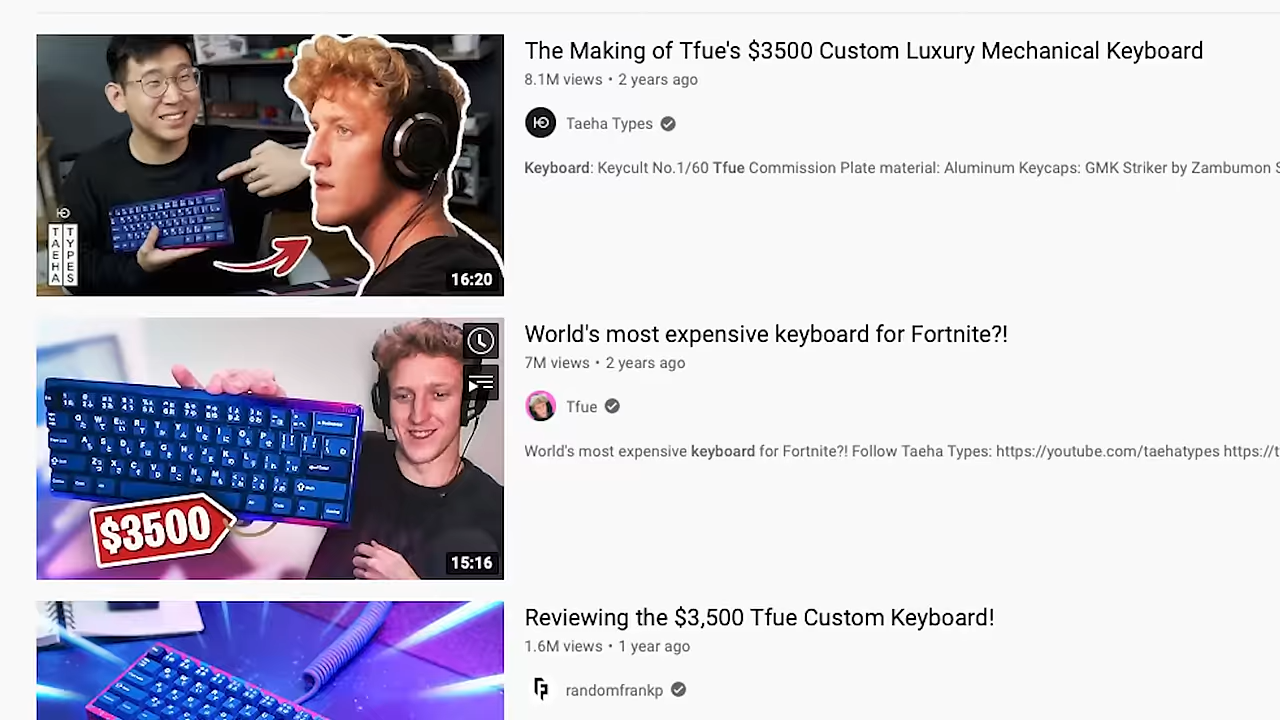 The Making of Tfue's $3500 Custom Luxury Mechanical Keyboard
8.1M views • 2 years ago
Taeha Types
Keyboard: Keycult No.1/60 Tfue Commission Plate material: Aluminum Keycaps: GMK Striker by Zambumon S
TAEHA
TYPES
16:20
World's most expensive keyboard for Fortnite?!
7M views • 2 years ago
Tfue
World's most expensive keyboard for Fortnite?! Follow Taeha Types: https://youtube.com/taehatypes https://t
$3500
15:16
Reviewing the $3,500 Tfue Custom Keyboard!
1.6M views • 1 year ago
randomfrankp